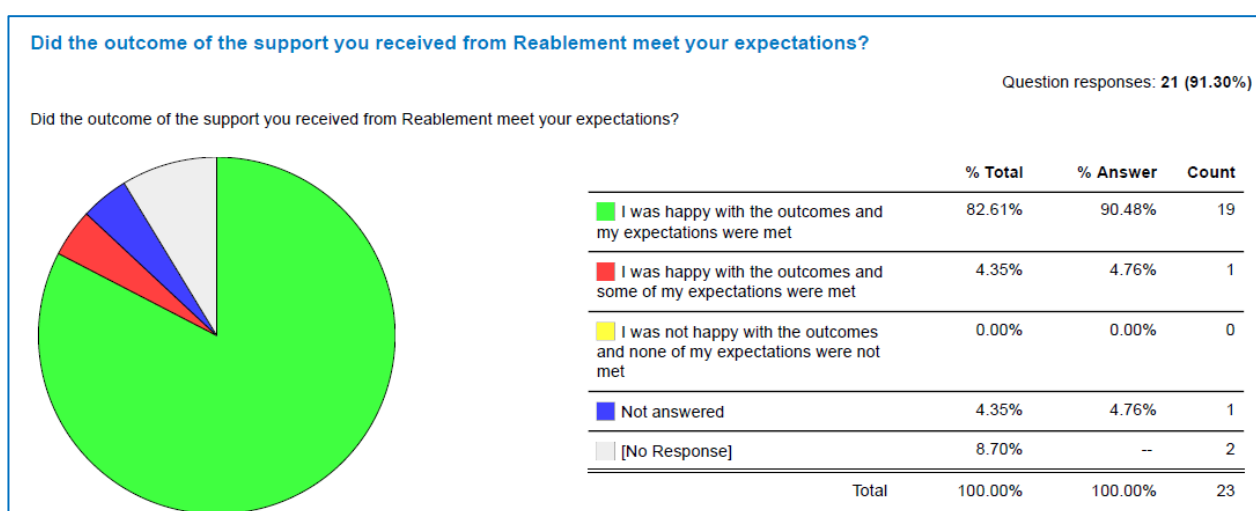 Did the outcome of the support you received from Reablement meet your expectations?
Question responses: 21 (91.30%)
Did the outcome of the support you received from Reablement meet your expectations?
% Total % Answer Count
I was happy with the outcomes and my expectations were met 82.61% 90.48% 19
I was happy with the outcomes and some of my expectations were met 4.35% 4.76% 1
I was not happy with the outcomes and none of my expectations were not met 0.00% 0.00% 0
Not answered 4.35% 4.76% 1
[No Response] 8.70% -- 2
Total 100.00% 100.00% 23